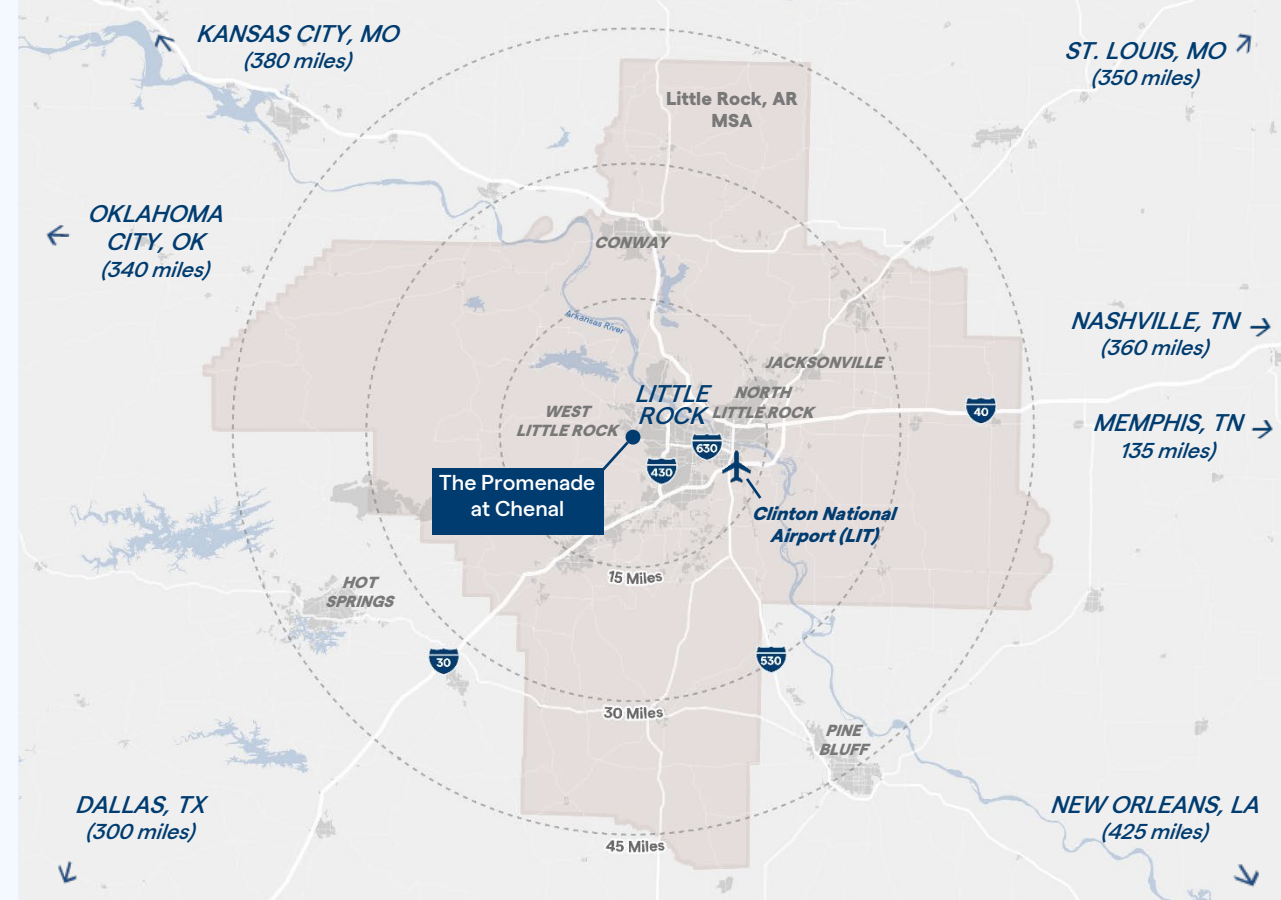 KANSAS CITY, MO
(380 miles)
ST. LOUIS, MO
(350 miles)
Little Rock, AR
MSA
OKLAHOMA
CITY, OK
(340 miles)
CONWAY
Arkansas River
NASHVILLE, TN
(360 miles)
JACKSONVILLE
LITTLE
ROCK
NORTH
LITTLE ROCK
WEST
LITTLE ROCK
40
MEMPHIS, TN
135 miles)
630
430
The Promenade
at Chenal
Clinton National
Airport (LIT)
15 Miles
HOT
SPRINGS
30
530
30 Miles
PINE
BLUFF
DALLAS, TX
(300 miles)
NEW ORLEANS, LA
(425 miles)
45 Miles